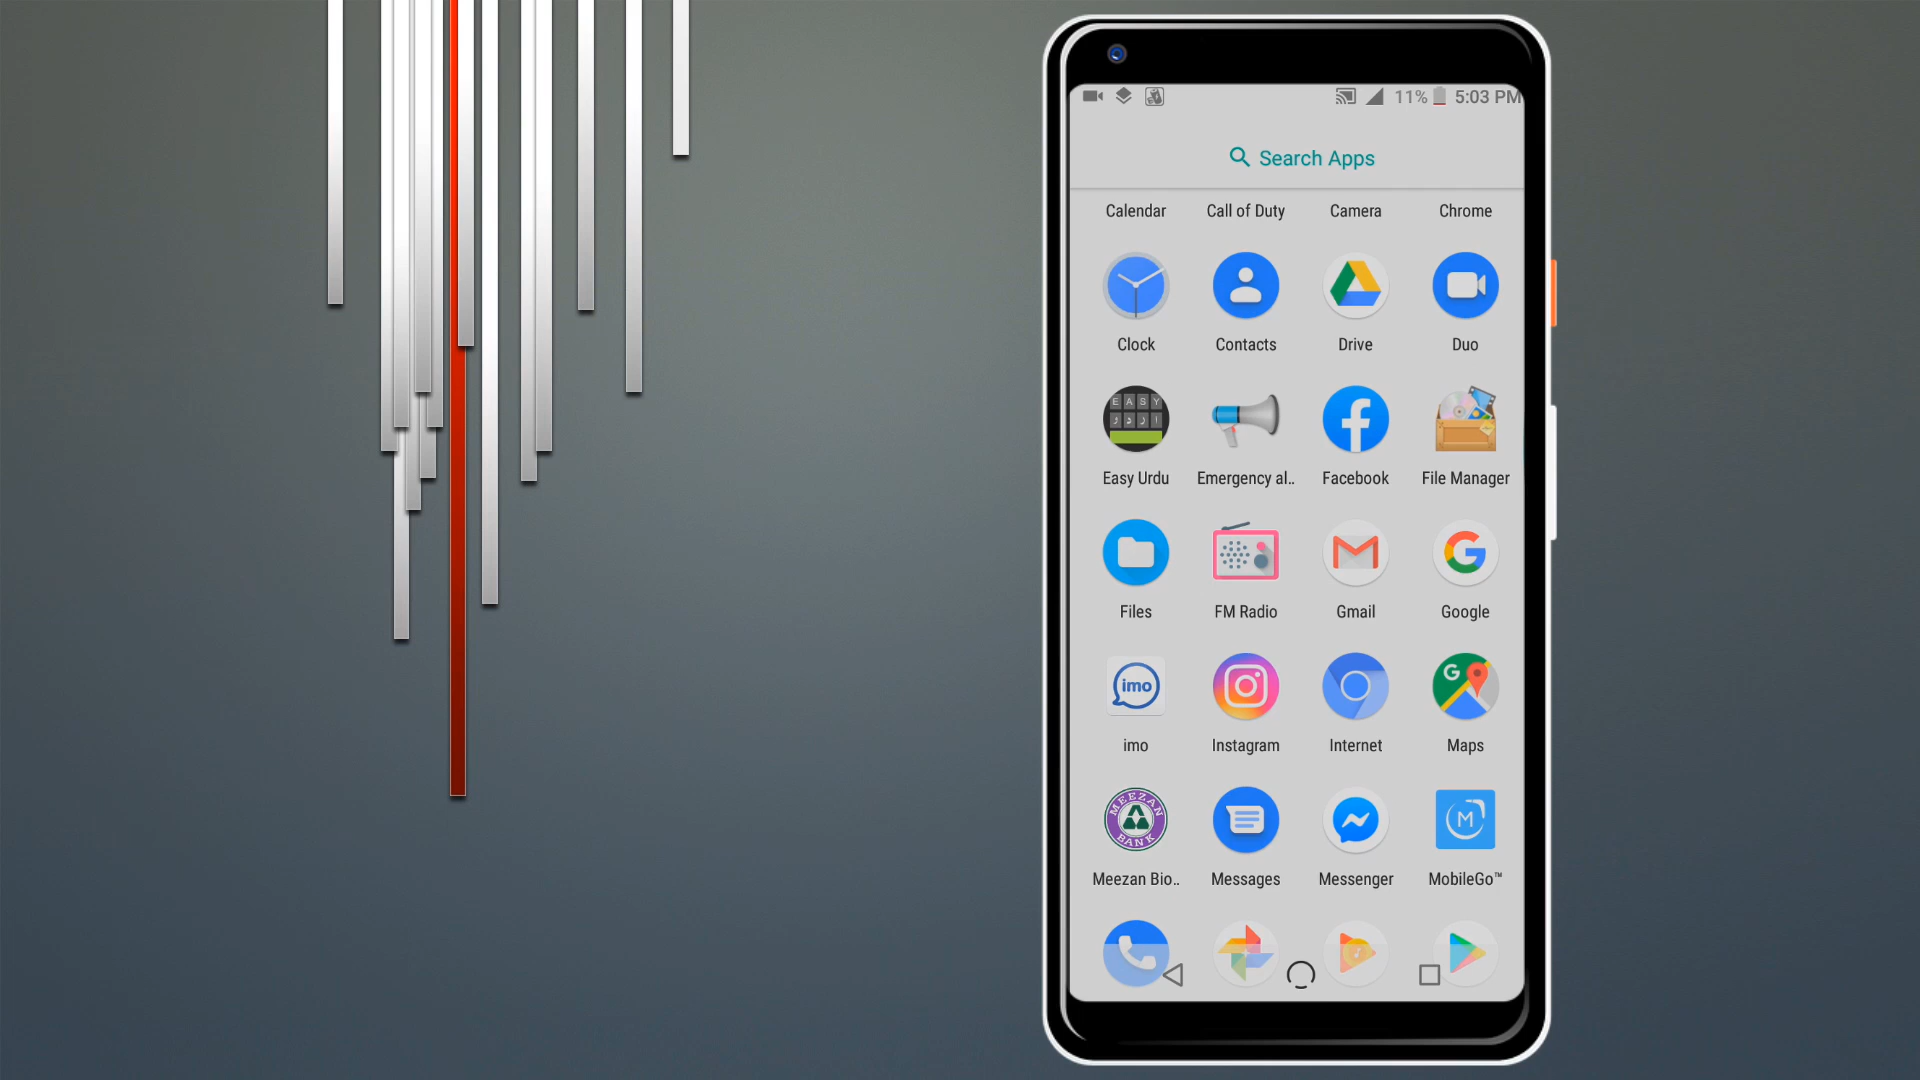 11% 5:03 PM
Search Apps
Calendar Call of Duty Camera Chrome
Clock Contacts Drive Duo
E A S Y
Easy Urdu Emergency al.. Facebook File Manager
G
Files FM Radio Gmail Google
imo
G
imo Instagram Internet Maps
MEEZAN BANK
M
Meezan Bio.. Messages Messenger MobileGo™